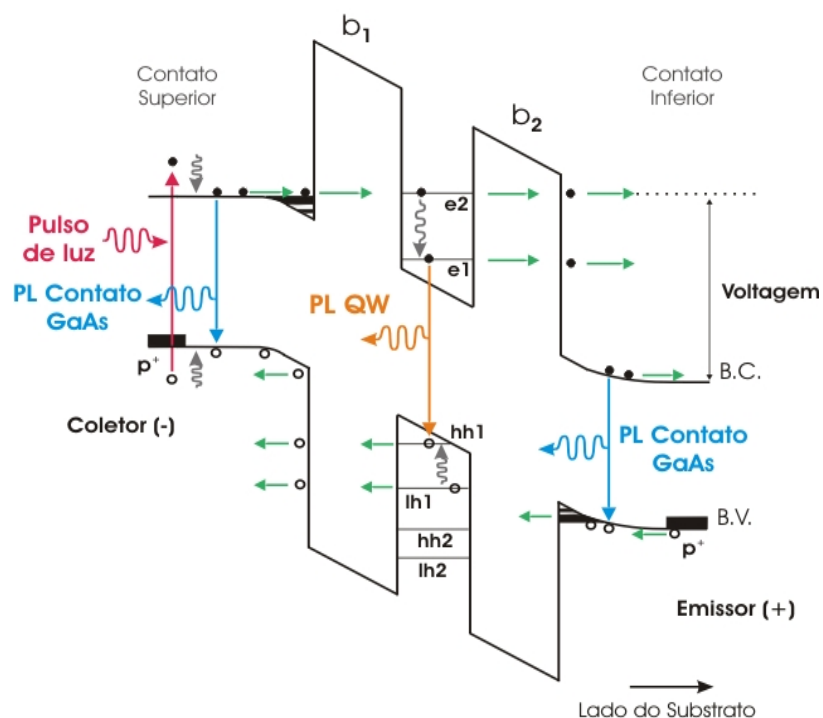 b1
Contato
Superior
Contato
Inferior
b2
e2
Pulso
de luz
e1
PL Contato
GaAs
PL QW
Voltagem
p+
B.C.
Coletor (-)
hh1
PL Contato
GaAs
lh1
hh2
B.V.
p+
lh2
Emissor (+)
Lado do Substrato